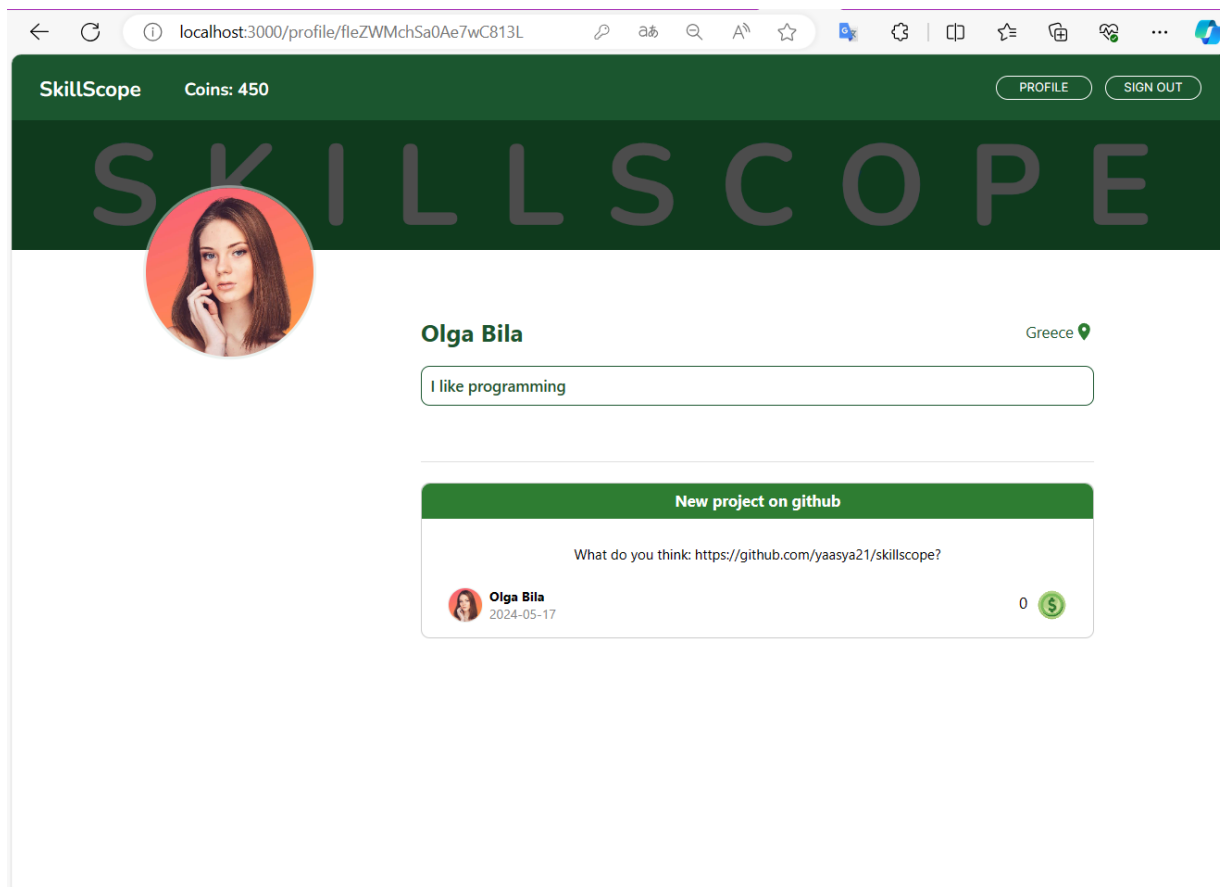 localhost:3000/profile/fleZWMchSa0Ae7wC813L
SkillScope Coins: 450 PROFILE SIGN OUT
SKILLSCOPE
Olga Bila Greece
I like programming
New project on github
What do you think: https://github.com/yaasya21/skillscope?
Olga Bila
2024-05-17 0